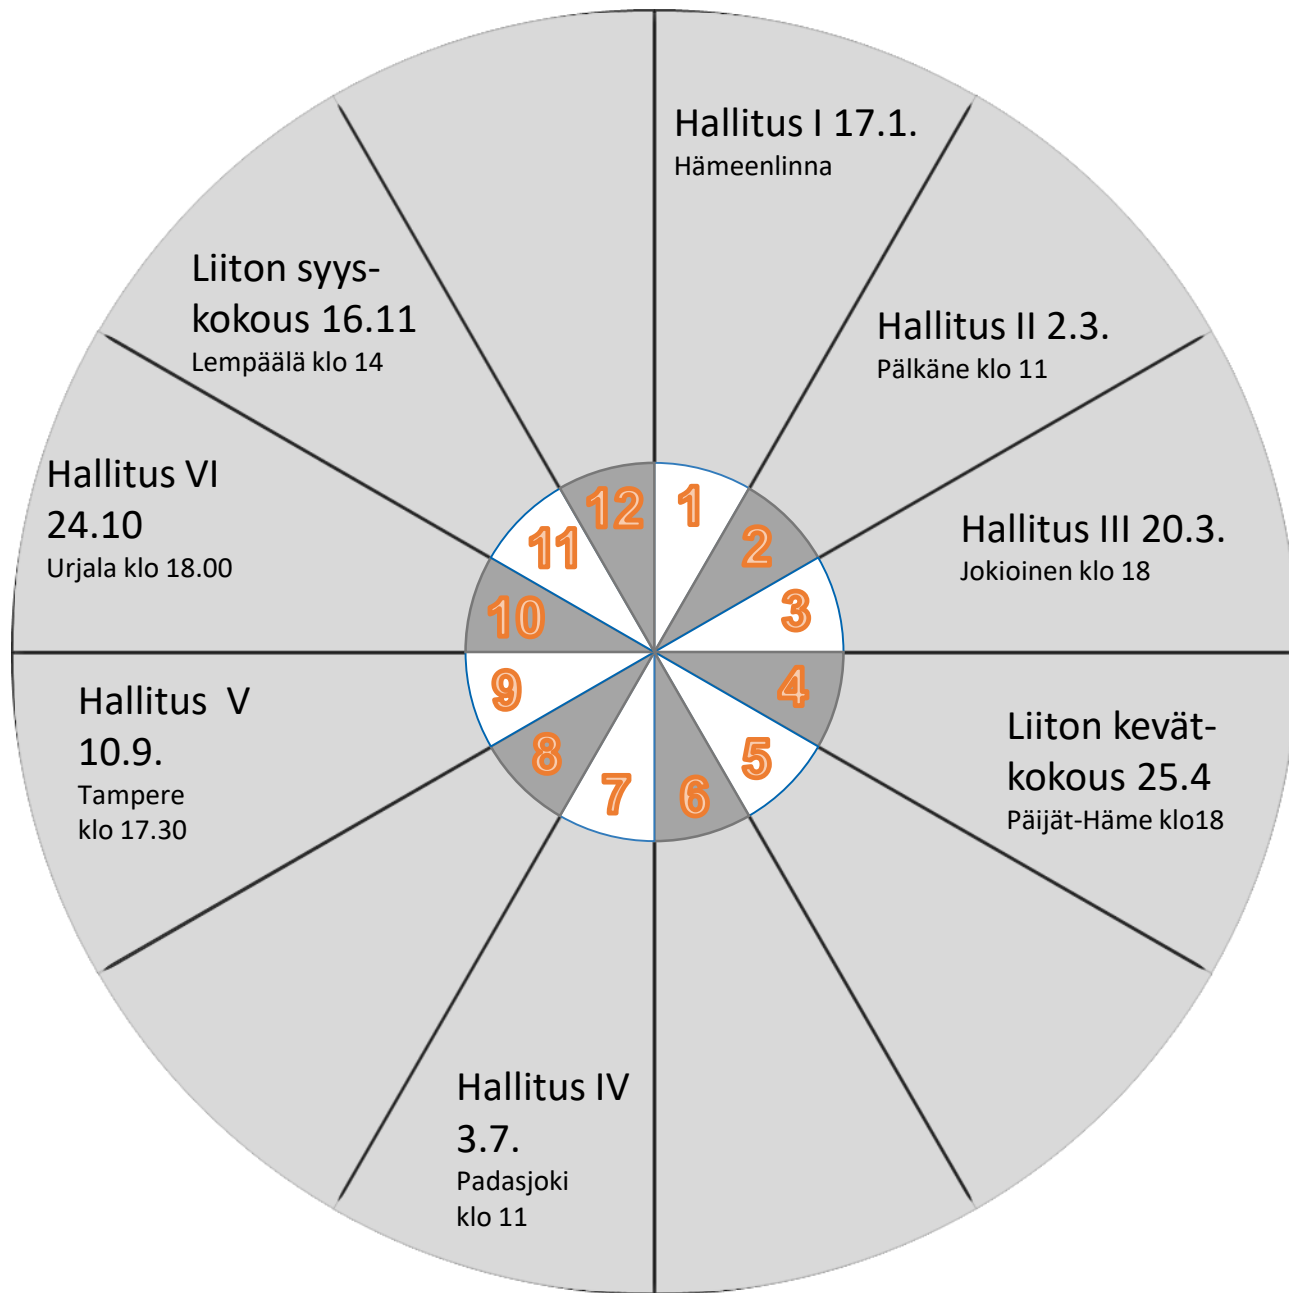 Hallitus I 17.1.
Hämeenlinna
Hallitus II 2.3.
Pälkäne klo 11
Hallitus III 20.3.
Jokioinen klo 18
Liiton kevät-
kokous 25.4
Päijät-Häme klo18
Hallitus IV
3.7.
Padasjoki
klo 11
Hallitus  V
10.9.
Tampere
klo 17.30
Hallitus VI
24.10
Urjala klo 18.00
Liiton syys-
kokous 16.11
Lempäälä klo 14
1
2
3
4
5
6
7
8
9
10
11
12